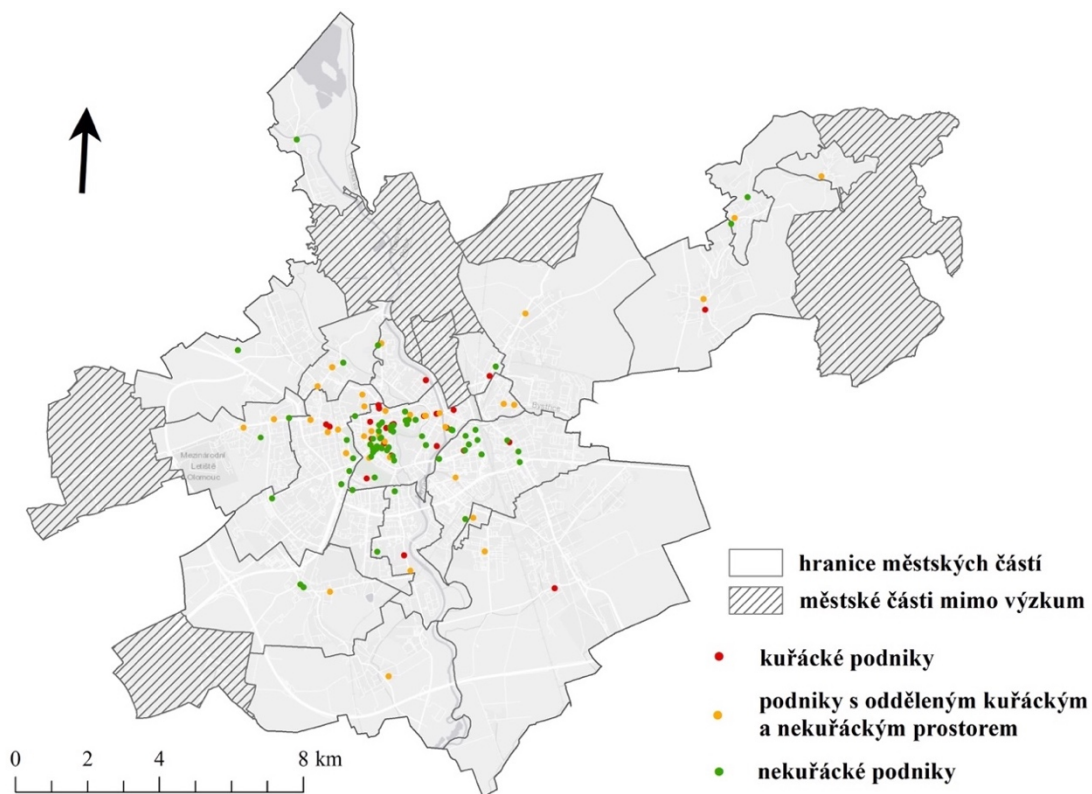 Mezinárodní
Letiště
Olomouc
hranice městských částí
městské části mimo výzkum
kuřácké podniky
podniky s odděleným kuřáckým
a nekuřáckým prostorem
nekuřácké podniky
0 2 4 8 km